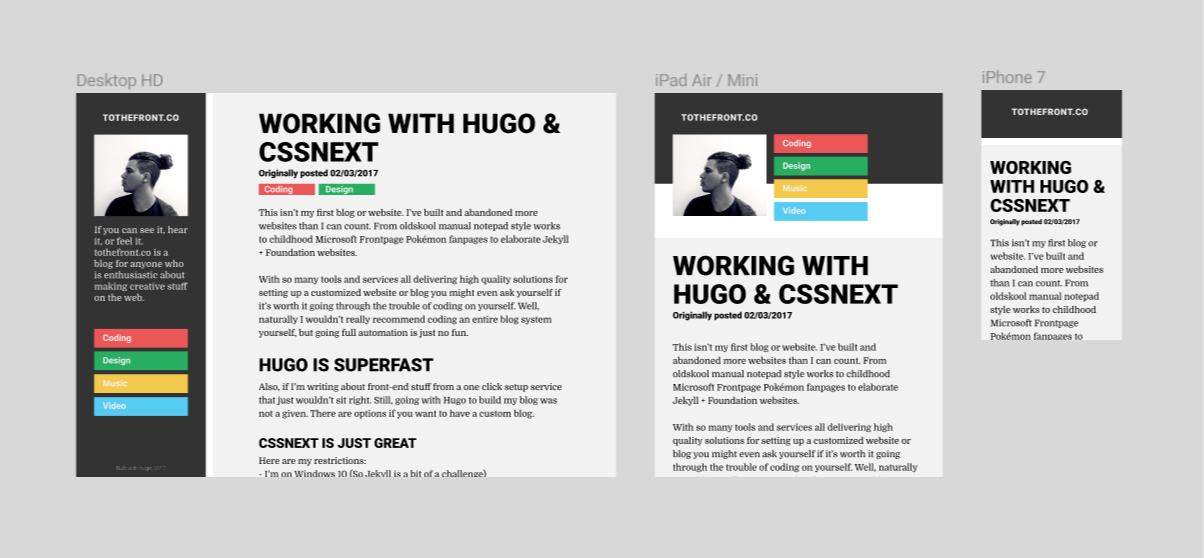 Desktop HD
TOTHEFRONT.CO
If you can see it, hear
it, or feel it.
tothefront.co is a
blog for anyone who
is enthusiastic about
making creative stuff
on the web.
Coding
Design
Music
Video
Built with hugo, 2017
WORKING WITH HUGO &
CSSNEXT
Originally posted 02/03/2017
Coding
Design
This isn't my first blog or website. I've built and abandoned more
websites than I can count. From oldskool manual notepad style works
to childhood Microsoft Frontpage Pokémon fanpages to elaborate Jekyll
+ Foundation websites.
With so many tools and services all delivering high quality solutions for
setting up a customized website or blog you might even ask yourself if
it's worth it going through the trouble of coding on yourself. Well,
naturally I wouldn't really recommend coding an entire blog system
yourself, but going full automation is just no fun.
HUGO IS SUPERFAST
Also, if I'm writing about front-end stuff from a one click setup service
that just wouldn't sit right. Still, going with Hugo to build my blog was
not a given. There are options if you want to have a custom blog.
CSSNEXT IS JUST GREAT
Here are my restrictions:
- I'm on Windows 10 (So Jekyll is a bit of a challenge)
iPad Air / Mini
TOTHEFRONT.CO
Coding
Design
Music
Video
WORKING WITH
HUGO & CSSNEXT
Originally posted 02/03/2017
This isn't my first blog or website. I've built and
abandoned more websites than I can count. From
oldskool manual notepad style works to childhood
Microsoft Frontpage Pokémon fanpages to elaborate
Jekyll + Foundation websites.
With so many tools and services all delivering high
quality solutions for setting up a customized website or
blog you might even ask yourself if it's worth it going
through the trouble of coding on yourself. Well, naturally
iPhone 7
TOTHEFRONT.CO
WORKING
WITH HUGO &
CSSNEXT
Originally posted 02/03/2017
This isn't my first blog or
website. I've built and
abandoned more websites
than I can count. From
oldskool manual notepad
style works to childhood
Microsoft Frontpage
Pokémon fanpages to